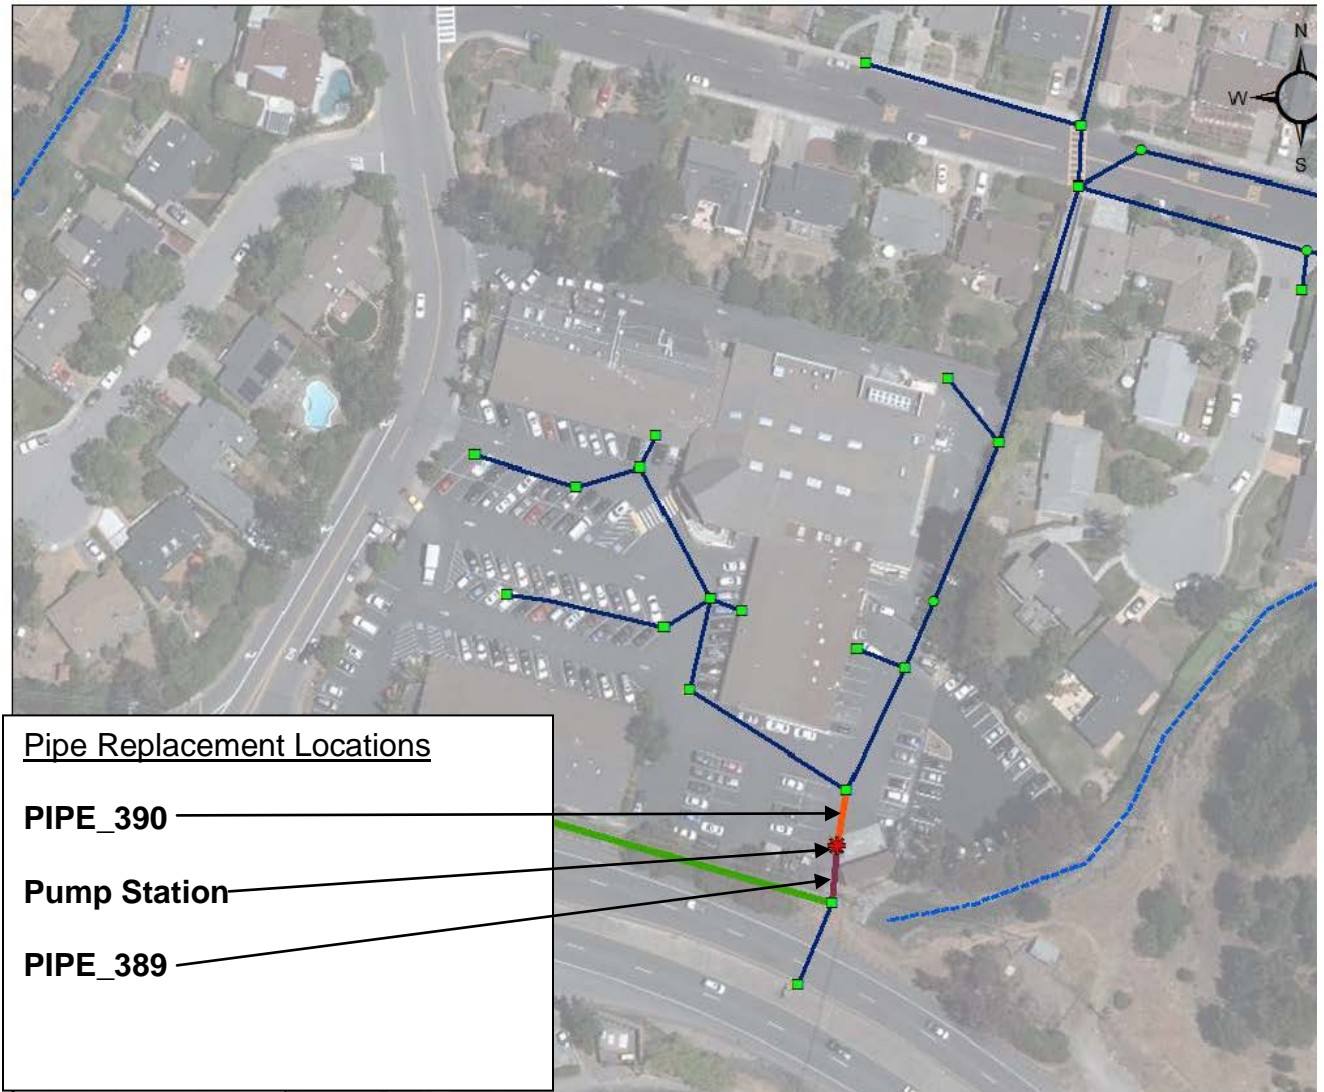 N
W
S
Pipe Replacement Locations
PIPE_390
Pump Station
PIPE_389